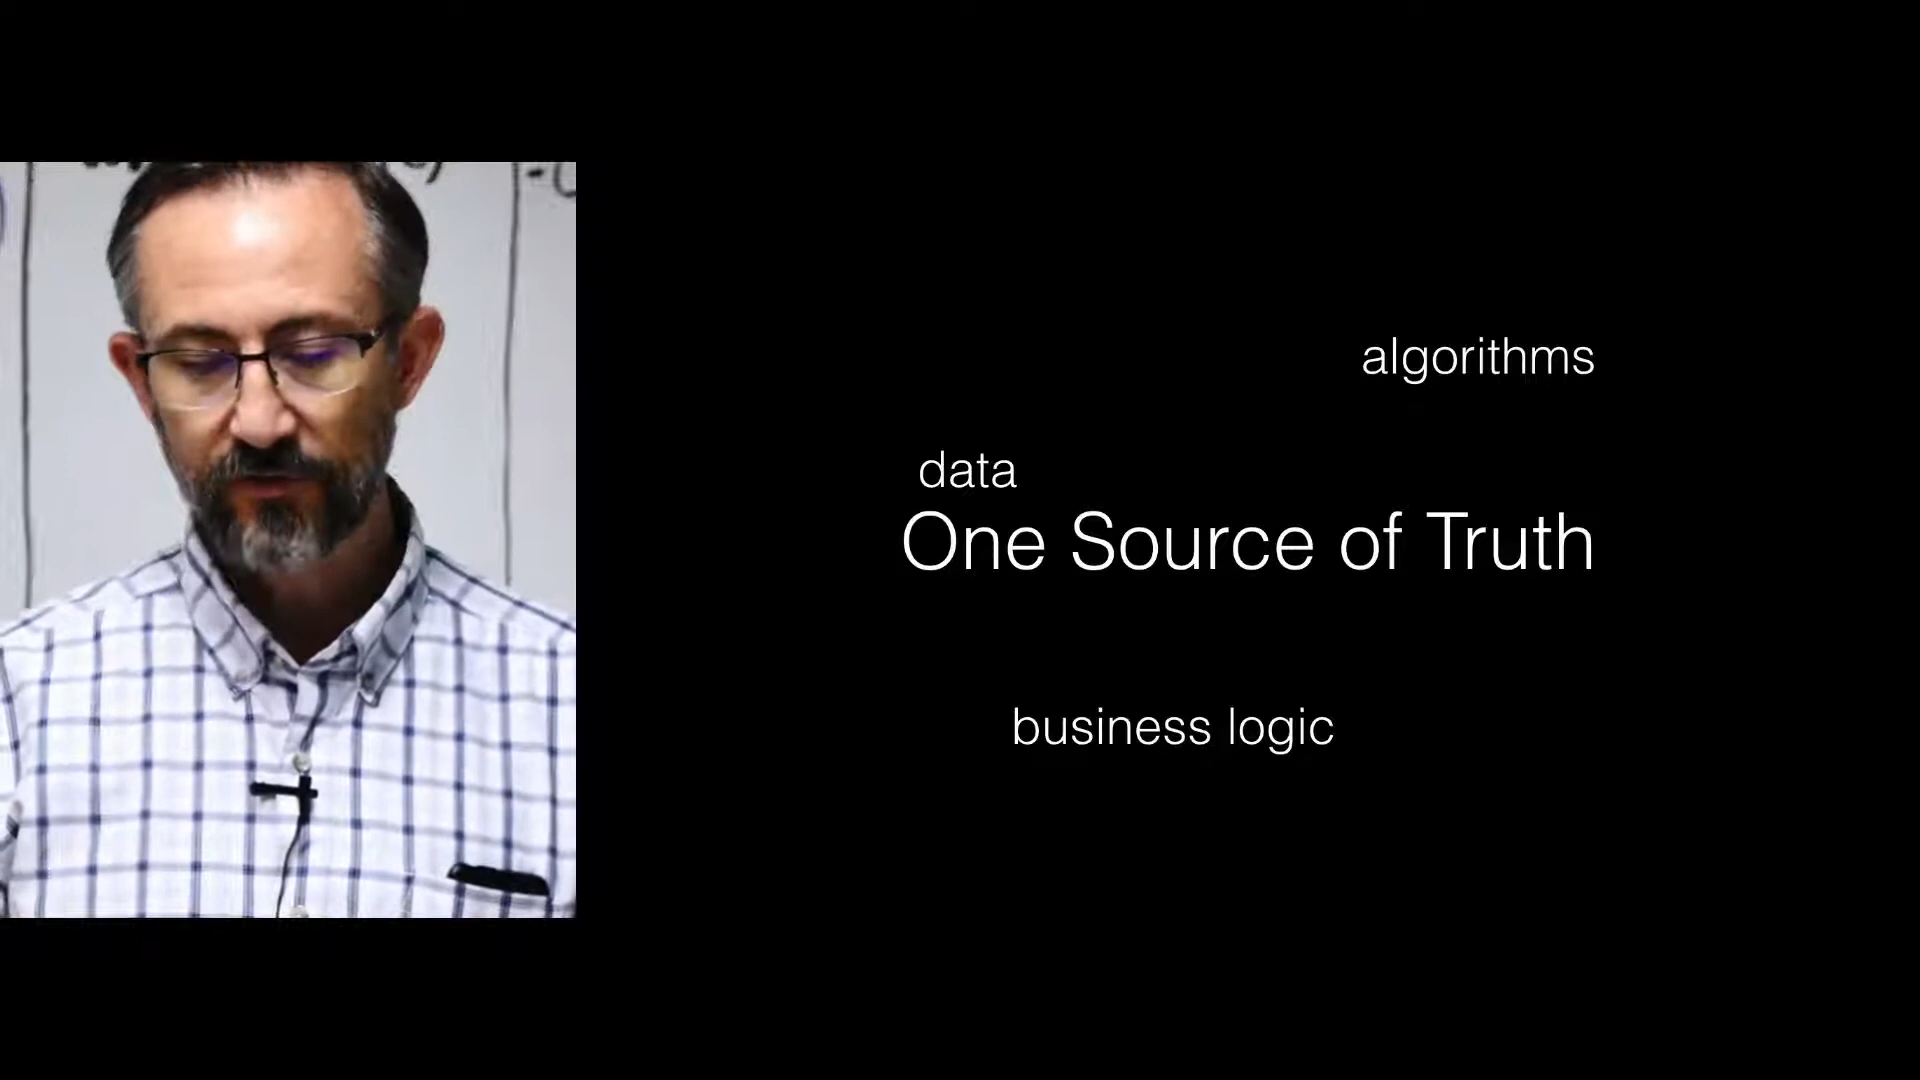 algorithms
data
One Source of Truth
business logic